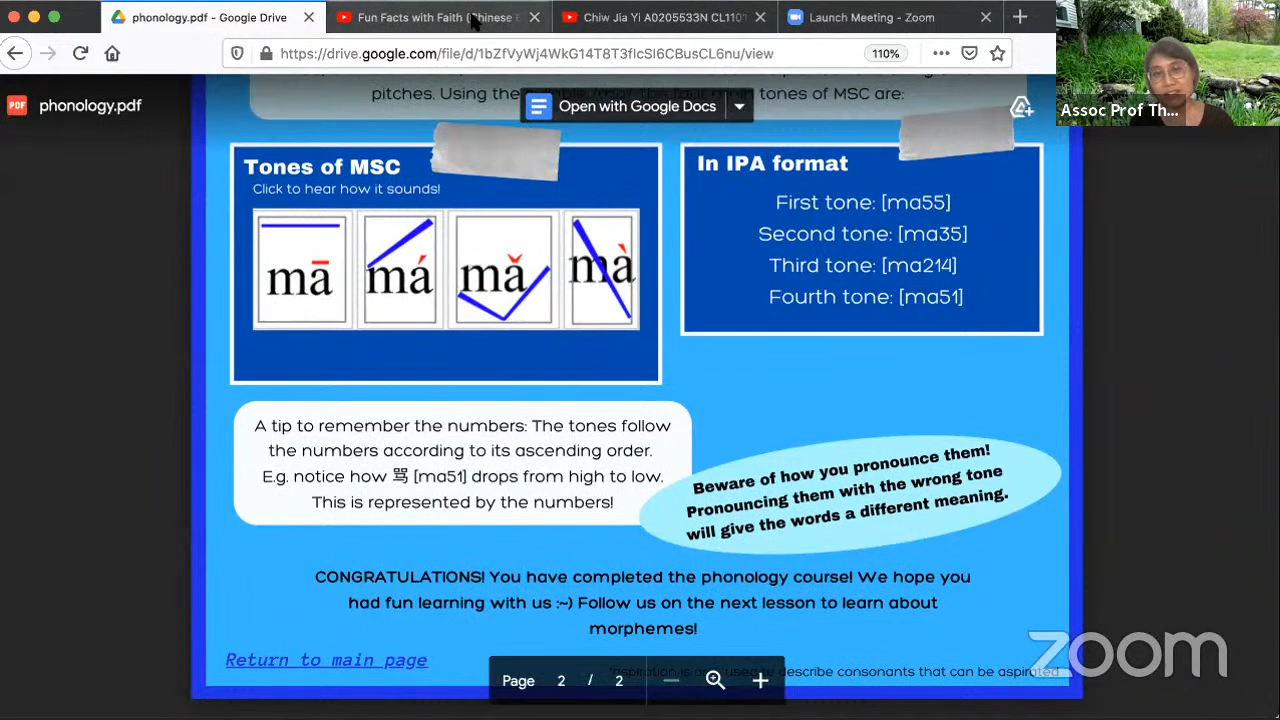 phonology.pdf - Google Drive
Fun Facts with Faith (Chinese E
Chiw Jia Yi A0205533N CL110
Launch Meeting - Zoom
https://drive.google.com/file/d/1bZfVyWj4WkG14T8T3flcSl6CBusCL6nu/view
110%
PDF phonology.pdf
pitches. Using the
the four main tones of MSC are:
Open with Google Docs
Assoc Prof Th...
Tones of MSC
Click to hear how it sounds!
mā má mǎ mà
In IPA format
First tone: [ma55]
Second tone: [ma35]
Third tone: [ma214]
Fourth tone: [ma51]
A tip to remember the numbers: The tones follow
the numbers according to its ascending order.
E.g. notice how 骂 [ma51] drops from high to low.
This is represented by the numbers!
Beware of how you pronounce them!
Pronouncing them with the wrong tone
will give the words a different meaning.
CONGRATULATIONS! You have completed the phonology course! We hope you
had fun learning with us :~) Follow us on the next lesson to learn about
morphemes!
Return to main page
Page 2 / 2
used to describe consonants that can be aspirated
zoom